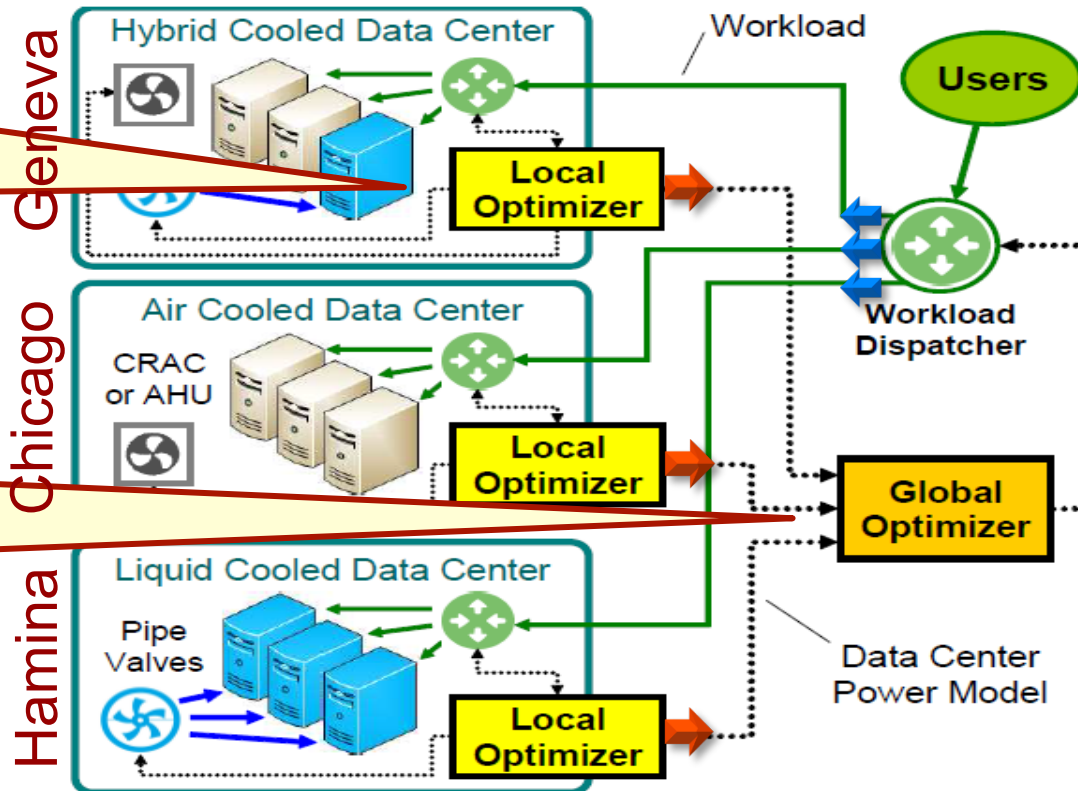 Geneva
Hybrid Cooled Data Center
Local
Optimizer
Workload
Users
Workload
Dispatcher
Chicago
Air Cooled Data Center
CRAC
or AHU
Local
Optimizer
Global
Optimizer
Hamina
Liquid Cooled Data Center
Pipe
Valves
Local
Optimizer
Data Center
Power Model